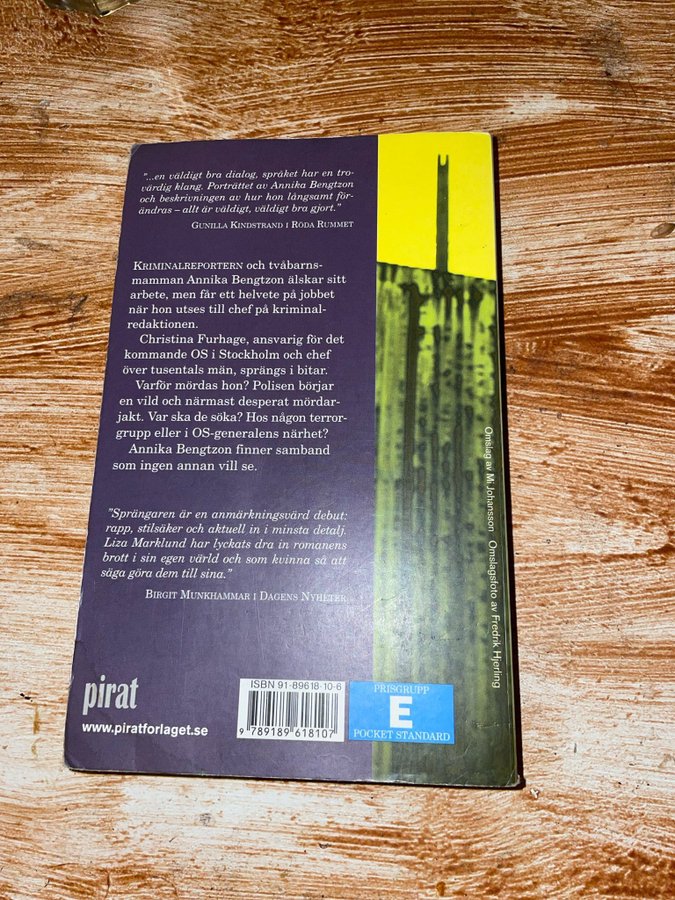 "...en väldigt bra dialog, språket har en tro-
värdig klang. Porträttet av Annika Bengtzon
och beskrivningen av hur hon långsamt för-
ändras – allt är väldigt, väldigt bra gjort."
GUNILLA KINDSTRAND I RÖDA RUMMET
KRIMINALREPORTERN och tvåbarns-
mamman Annika Bengtzon älskar sitt
arbete, men får ett helvete på jobbet
när hon utses till chef på kriminal-
redaktionen.
Christina Furhage, ansvarig för det
kommande OS i Stockholm och chef
över tusentals män, sprängs i bitar.
Varför mördas hon? Polisen börjar
en vild och närmast desperat mördar-
jakt. Var ska de söka? Hos någon terror-
grupp eller i OS-generalens närhet?
Annika Bengtzon finner samband
som ingen annan vill se.
"Sprängaren är en anmärkningsvärd debut:
rapp, stilsäker och aktuell in i minsta detalj.
Liza Marklund har lyckats dra in romanens
brott i sin egen värld och som kvinna så att
säga göra dem till sina."
BIRGIT MUNKHAMMAR I DAGENS NYHETER
pirat
www.piratforlaget.se
ISBN 91-89618-10-6
9 789189 618107
PRISGRUPP
E
POCKET STANDARD
Omslag av Mi Johansson Omslagsfoto av Fredrik Hjerling